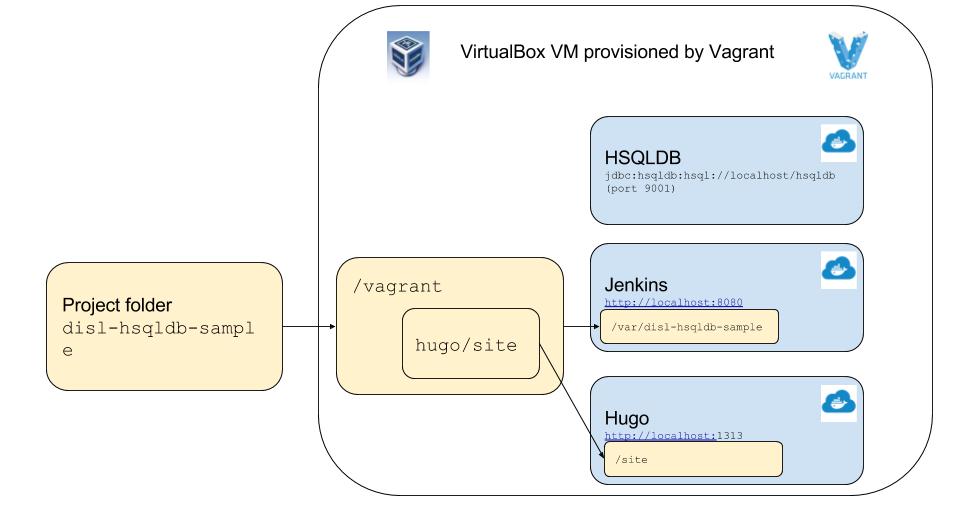 VirtualBox VM provisioned by Vagrant
VAGRANT
HSQLDB
jdbc:hsqldb:hsql://localhost/hsqldb
(port 9001)
Project folder
disl-hsqldb-sampl
e
/vagrant
hugo/site
Jenkins
http://localhost:8080
/var/disl-hsqldb-sample
Hugo
http://localhost:1313
/site